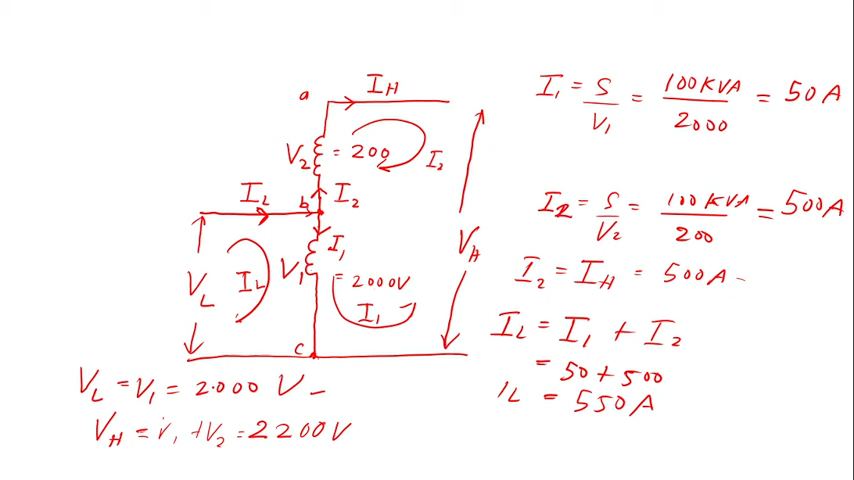 a
I_H
V_2 = 200
I_2
I_L
b
I_2
I_1
V_L
I_L
V_1 = 2000V
I_1
V_H
c
V_L = V_1 = 2000 V
V_H = V_1 + V_2 = 2200V
I_1 = S/V_1 = 100KVA/2000 = 50A
I_2 = S/V_2 = 100KVA/200 = 500A
I_2 = I_H = 500A
I_L = I_1 + I_2
= 50 + 500
IL = 550A